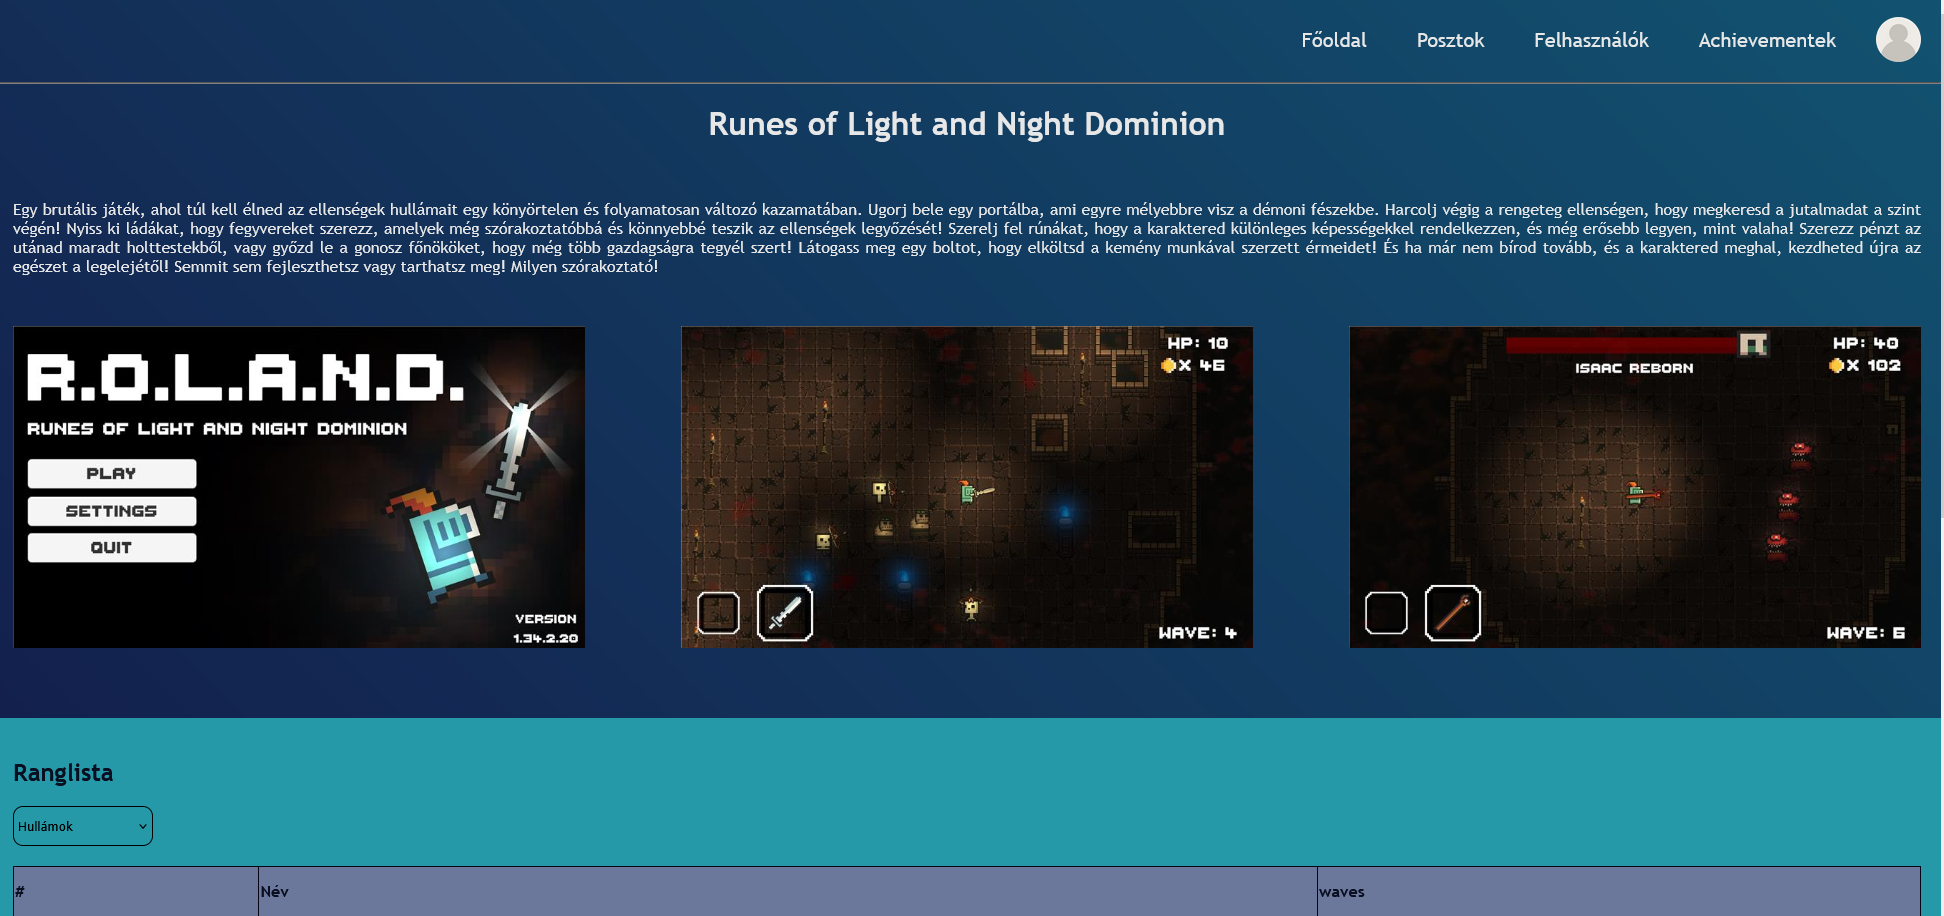 Főoldal Posztok Felhasználók Achievementek
Runes of Light and Night Dominion
Egy brutális játék, ahol túl kell élned az ellenségek hullámait egy könyörtelen és folyamatosan változó kazamatában. Ugorj bele egy portálba, ami egyre mélyebbre visz a démoni fészekbe. Harcolj végig a rengeteg ellenségen, hogy megkeresd a jutalmadat a szint
végén! Nyiss ki ládákat, hogy fegyvereket szerezz, amelyek még szórakoztatóbbá és könnyebbé teszik az ellenségek legyőzését! Szerelj fel rúnákat, hogy a karaktered különleges képességekkel rendelkezzen, és még erősebb legyen, mint valaha! Szerezz pénzt az
utánad maradt holttestekből, vagy győzd le a gonosz főnököket, hogy még több gazdagságra tegyél szert! Látogass meg egy boltot, hogy elköltsd a kemény munkával szerzett érmeidet! És ha már nem bírod tovább, és a karaktered meghal, kezdheted újra az
egészet a legelejétől! Semmit sem fejleszthetsz vagy tarthatsz meg! Milyen szórakoztató!
R.O.L.A.N.D.
RUNES OF LIGHT AND NIGHT DOMINION
PLAY
SETTINGS
QUIT
VERSION
1.34.2.20
HP: 10
X 46
WAVE: 4
ISAAC REBORN
HP: 40
X 102
WAVE: 6
Ranglista
Hullámok
# Név waves